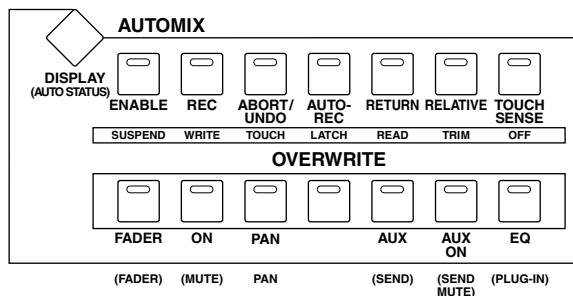 AUTOMIX
DISPLAY
(AUTO STATUS)
ENABLE REC ABORT/ AUTO- RETURN RELATIVE TOUCH
UNDO REC SENSE
SUSPEND WRITE TOUCH LATCH READ TRIM OFF
OVERWRITE
FADER ON PAN AUX AUX EQ
ON
(FADER) (MUTE) PAN (SEND) (SEND (PLUG-IN)
MUTE)